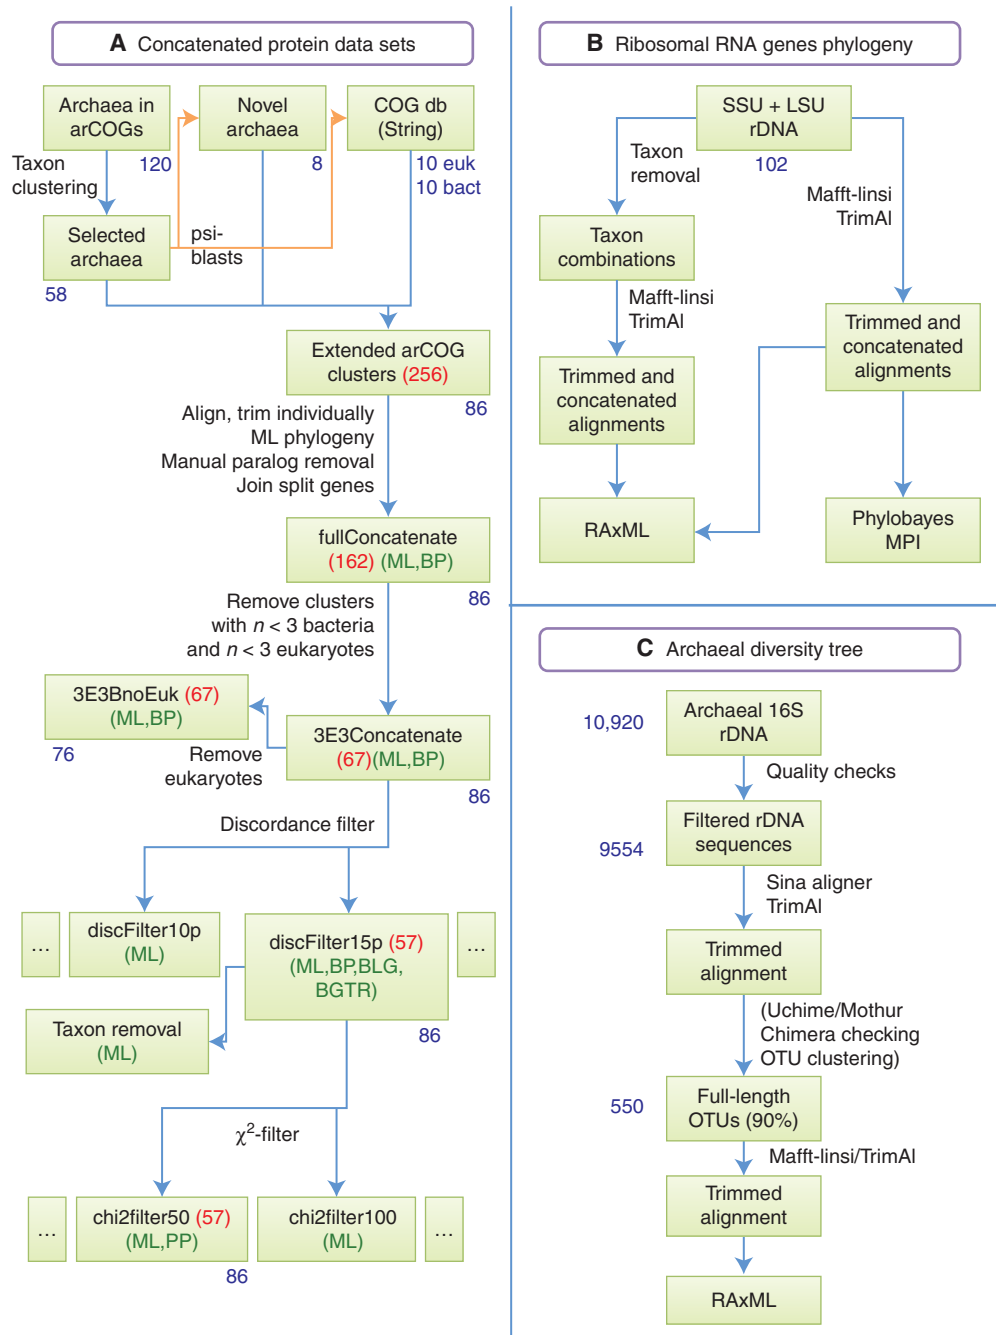 A Concatenated protein data sets
Archaea in
arCOGs
120
Novel
archaea
8
COG db
(String)
10 euk
10 bact
Taxon
clustering
Selected
archaea
58
psi-
blasts
Extended arCOG
clusters (256)
86
Align, trim individually
ML phylogeny
Manual paralog removal
Join split genes
fullConcatenate
(162) (ML,BP)
86
Remove clusters
with n < 3 bacteria
and n < 3 eukaryotes
3E3BnoEuk (67)
(ML,BP)
76
Remove
eukaryotes
3E3Concatenate
(67)(ML,BP)
86
Discordance filter
...
discFilter10p
(ML)
discFilter15p (57)
(ML,BP,BLG,
BGTR)
86
...
Taxon removal
(ML)
χ²-filter
...
chi2filter50 (57)
(ML,PP)
86
chi2filter100
(ML)
...
B Ribosomal RNA genes phylogeny
SSU + LSU
rDNA
102
Taxon
removal
Mafft-linsi
TrimAl
Taxon
combinations
Mafft-linsi
TrimAl
Trimmed and
concatenated
alignments
Trimmed and
concatenated
alignments
RAxML
Phylobayes
MPI
C Archaeal diversity tree
10,920
Archaeal 16S
rDNA
Quality checks
9554
Filtered rDNA
sequences
Sina aligner
TrimAl
Trimmed
alignment
(Uchime/Mothur
Chimera checking
OTU clustering)
550
Full-length
OTUs (90%)
Mafft-linsi/TrimAl
Trimmed
alignment
RAxML